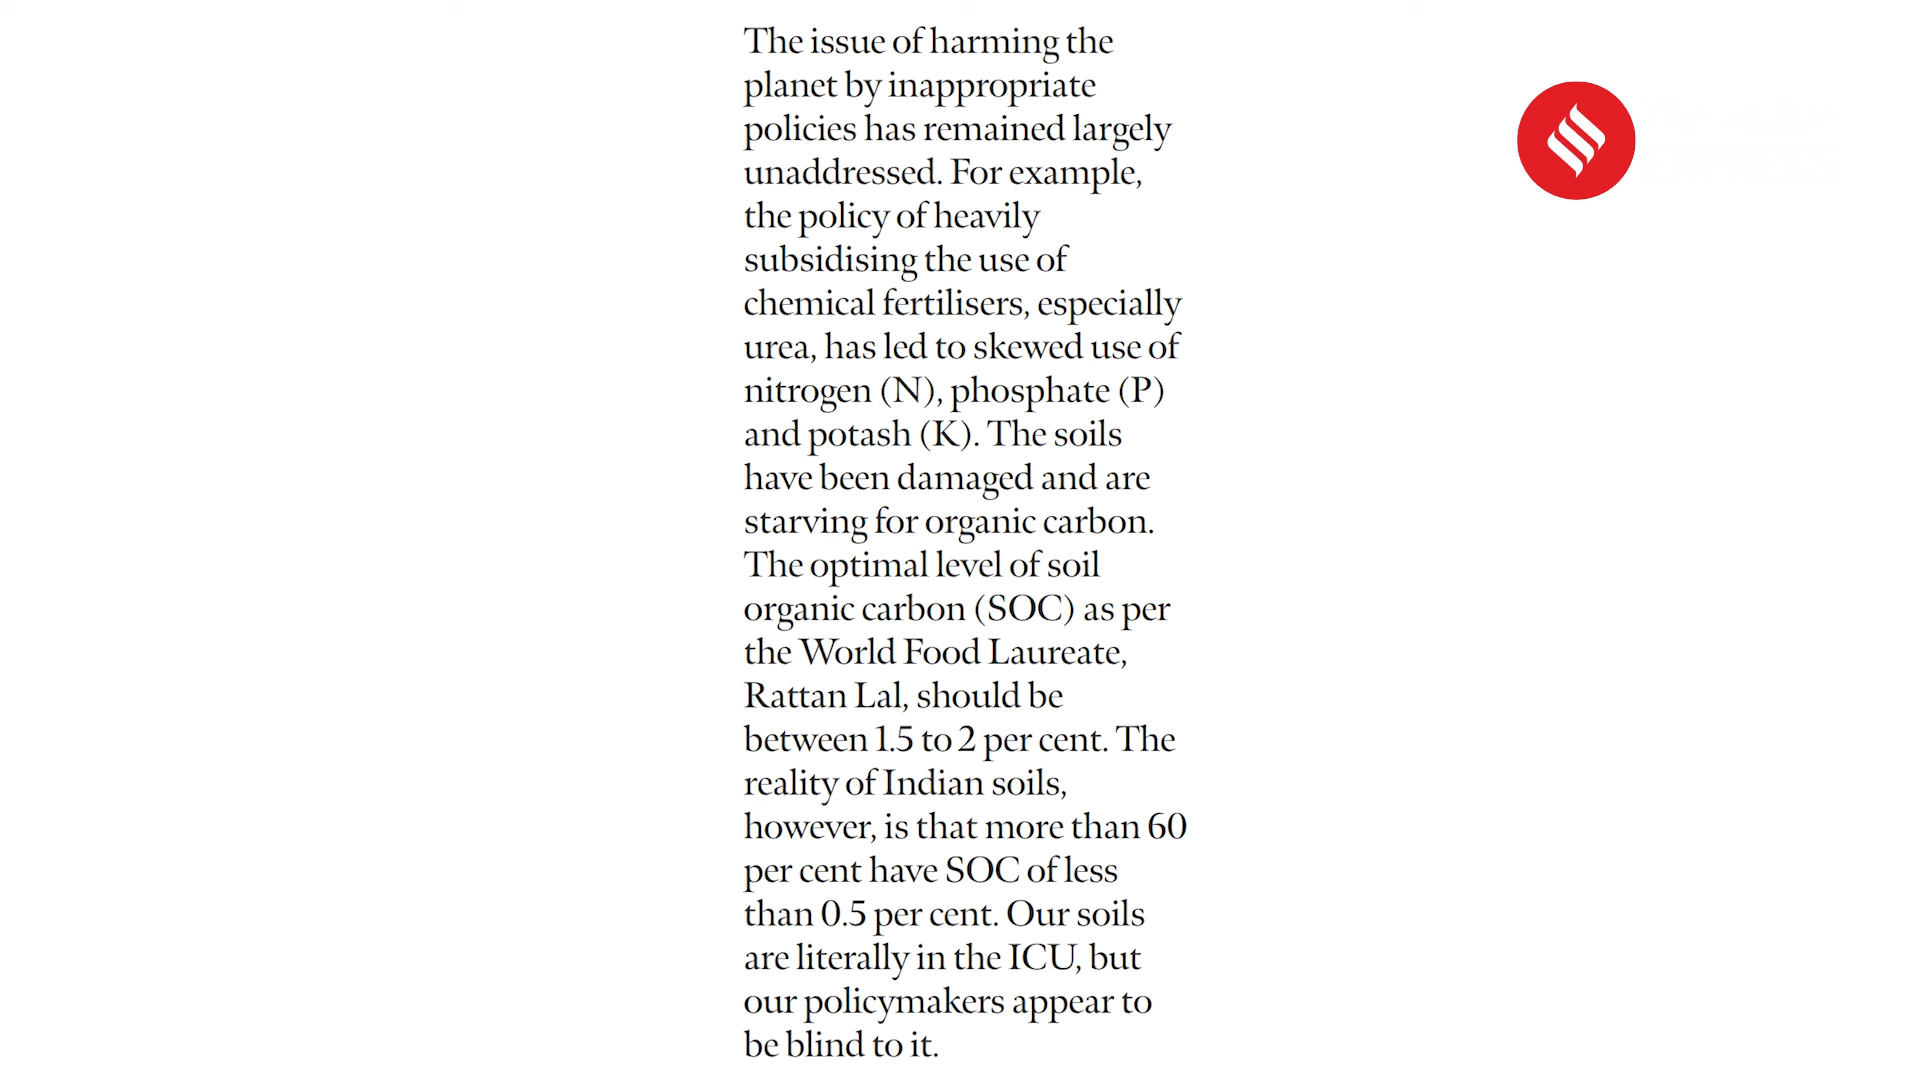 The issue of harming the
planet by inappropriate
policies has remained largely
unaddressed. For example,
the policy of heavily
subsidising the use of
chemical fertilisers, especially
urea, has led to skewed use of
nitrogen (N), phosphate (P)
and potash (K). The soils
have been damaged and are
starving for organic carbon.
The optimal level of soil
organic carbon (SOC) as per
the World Food Laureate,
Rattan Lal, should be
between 1.5 to 2 per cent. The
reality of Indian soils,
however, is that more than 60
per cent have SOC of less
than 0.5 per cent. Our soils
are literally in the ICU, but
our policymakers appear to
be blind to it.